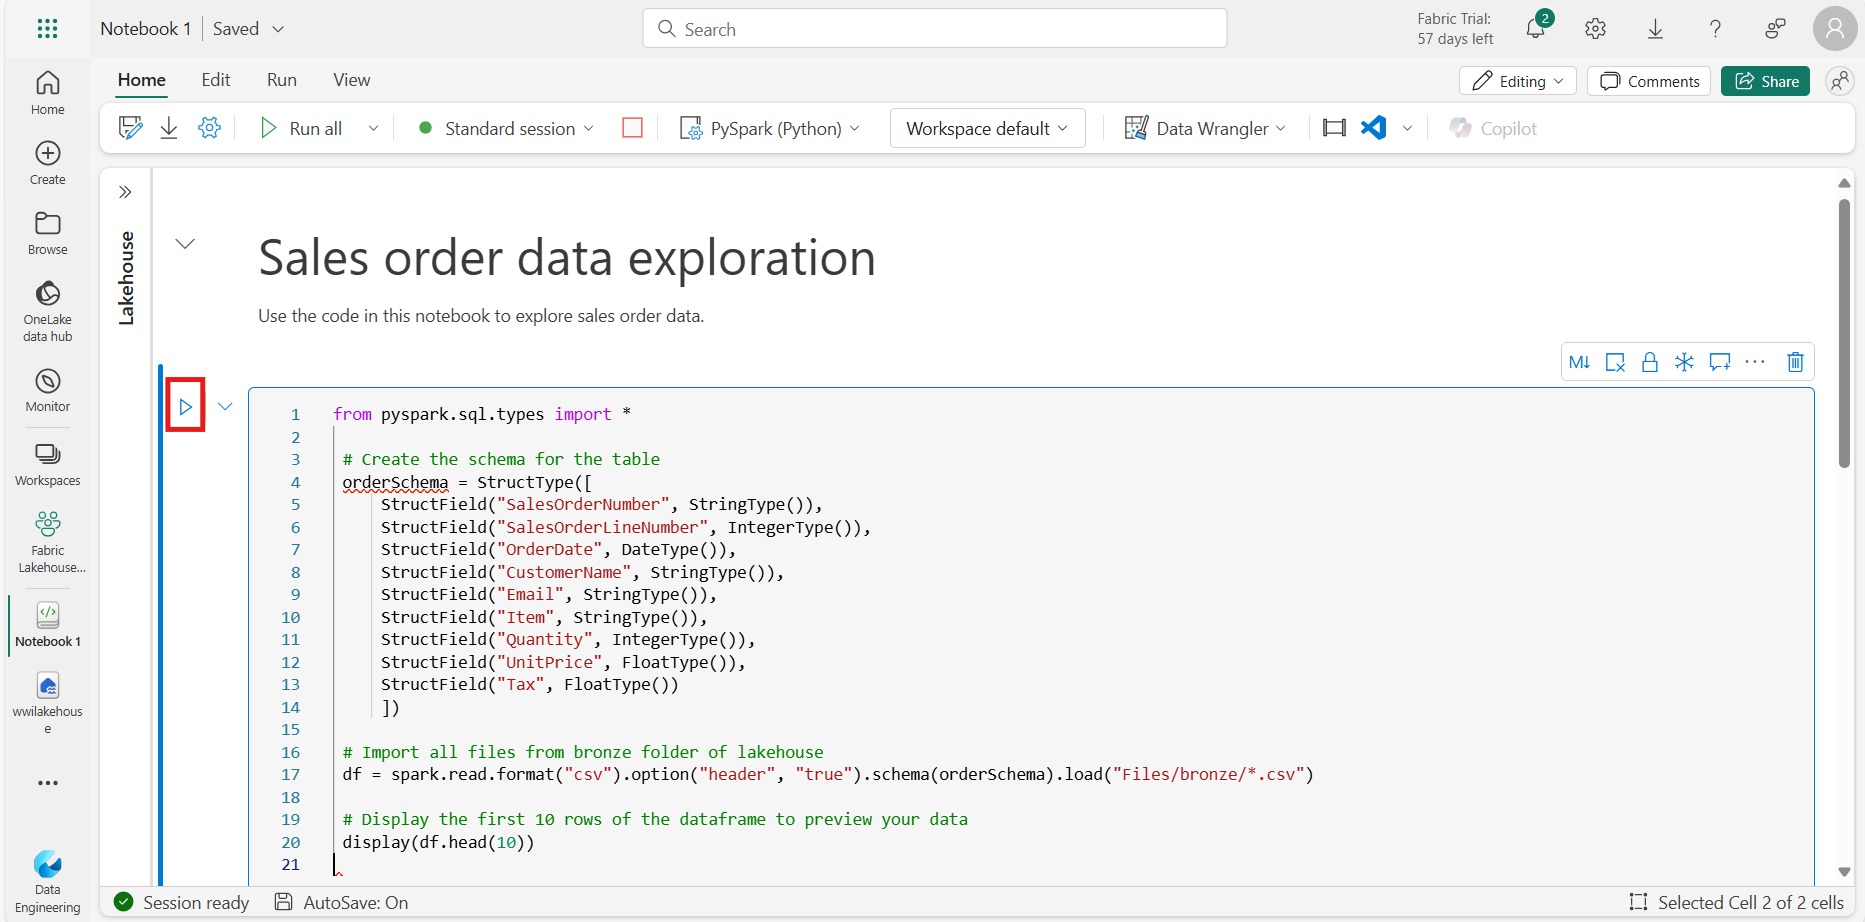 Notebook 1 Saved
Search
Fabric Trial:
57 days left
2
Home Edit Run View
Editing Comments Share
Run all Standard session PySpark (Python) Workspace default Data Wrangler Copilot
Home
Create
Browse
OneLake
data hub
Monitor
Workspaces
Fabric
Lakehouse...
Notebook 1
wwilakehous
e
Data
Engineering
Lakehouse
Sales order data exploration
Use the code in this notebook to explore sales order data.
M↓
1 from pyspark.sql.types import *
2
3 # Create the schema for the table
4 orderSchema = StructType([
5 StructField("SalesOrderNumber", StringType()),
6 StructField("SalesOrderLineNumber", IntegerType()),
7 StructField("OrderDate", DateType()),
8 StructField("CustomerName", StringType()),
9 StructField("Email", StringType()),
10 StructField("Item", StringType()),
11 StructField("Quantity", IntegerType()),
12 StructField("UnitPrice", FloatType()),
13 StructField("Tax", FloatType())
14 ])
15
16 # Import all files from bronze folder of lakehouse
17 df = spark.read.format("csv").option("header", "true").schema(orderSchema).load("Files/bronze/*.csv")
18
19 # Display the first 10 rows of the dataframe to preview your data
20 display(df.head(10))
21
Session ready AutoSave: On Selected Cell 2 of 2 cells